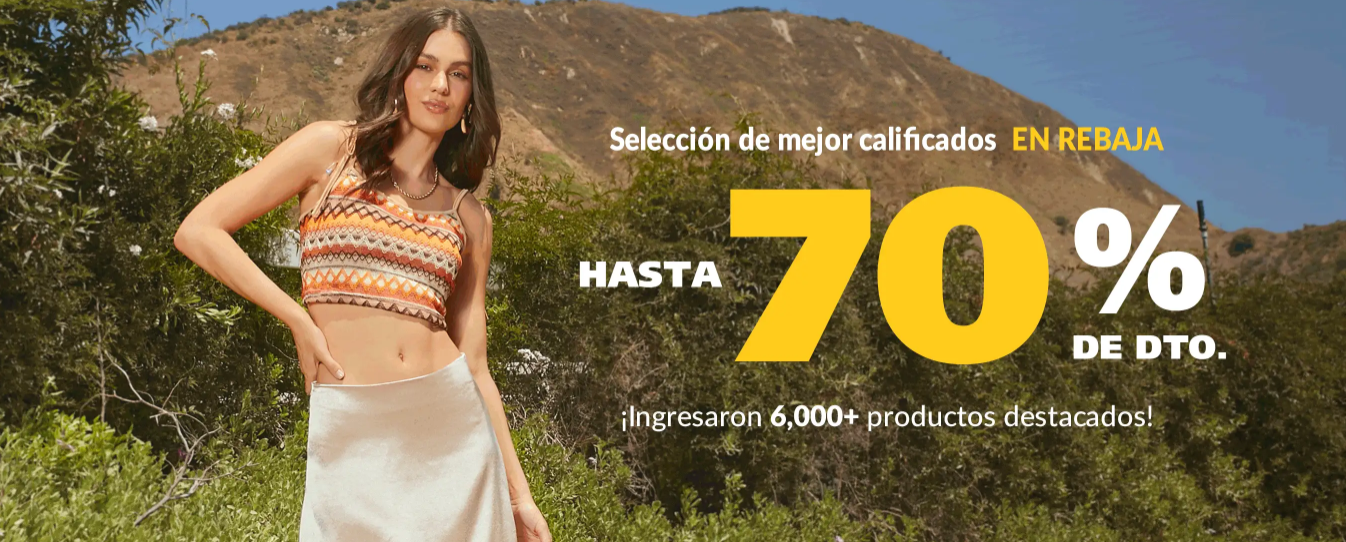 Selección de mejor calificados EN REBAJA
HASTA 70%
DE DTO.
¡Ingresaron 6,000+ productos destacados!